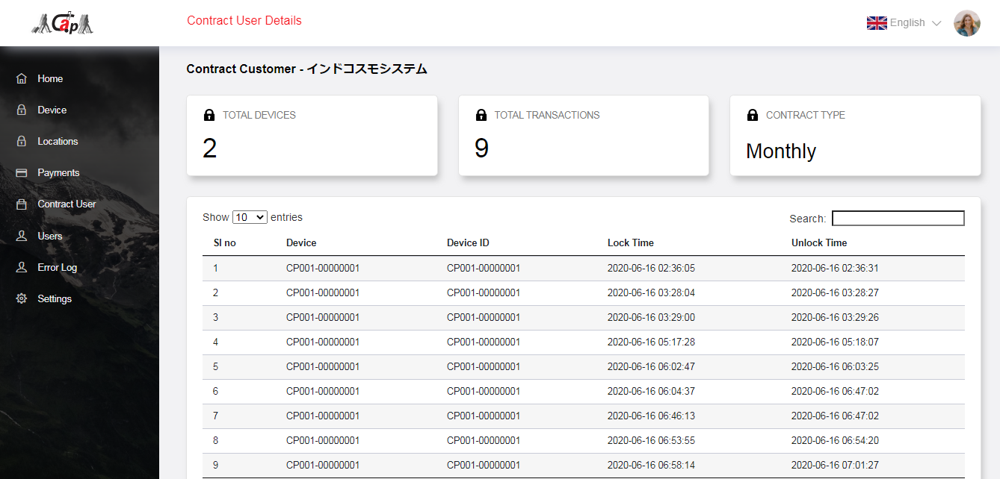 Cap
Contract User Details
English
Home
Device
Locations
Payments
Contract User
Users
Error Log
Settings
Contract Customer - インドコスモシステム
TOTAL DEVICES
2
TOTAL TRANSACTIONS
9
CONTRACT TYPE
Monthly
Show 10 entries
Search:
Sl no Device Device ID Lock Time Unlock Time
1 CP001-00000001 CP001-00000001 2020-06-16 02:36:05 2020-06-16 02:36:31
2 CP001-00000001 CP001-00000001 2020-06-16 03:28:04 2020-06-16 03:28:27
3 CP001-00000001 CP001-00000001 2020-06-16 03:29:00 2020-06-16 03:29:26
4 CP001-00000001 CP001-00000001 2020-06-16 05:17:28 2020-06-16 05:18:07
5 CP001-00000001 CP001-00000001 2020-06-16 06:02:47 2020-06-16 06:03:25
6 CP001-00000001 CP001-00000001 2020-06-16 06:04:37 2020-06-16 06:47:02
7 CP001-00000001 CP001-00000001 2020-06-16 06:46:13 2020-06-16 06:47:02
8 CP001-00000001 CP001-00000001 2020-06-16 06:53:55 2020-06-16 06:54:20
9 CP001-00000001 CP001-00000001 2020-06-16 06:58:14 2020-06-16 07:01:27